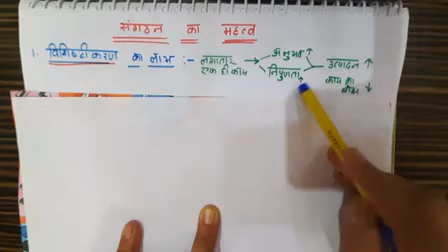 संगठन का महत्व
1. विशिष्टीकरण का लाभ :- लगातार → अनुभव ↑ उत्पादन ↑
एक ही काम निपुणता ↑ काम का
बोझ ↓